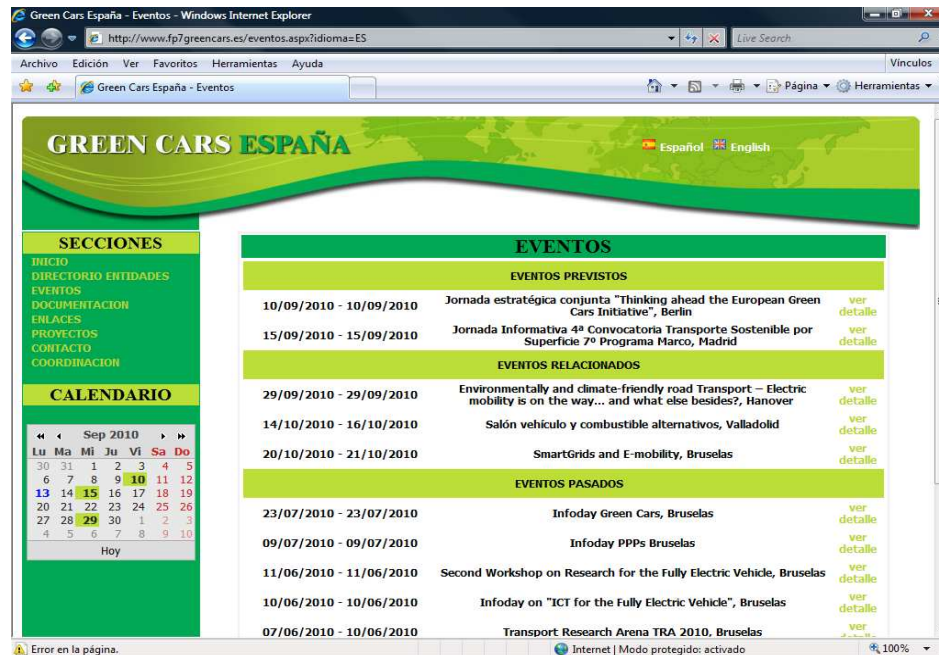 Green Cars España - Eventos - Windows Internet Explorer
http://www.fp7greencars.es/eventos.aspx?idioma=ES
Live Search
Archivo Edición Ver Favoritos Herramientas Ayuda
Vínculos
Green Cars España - Eventos
Página Herramientas
GREEN CARS ESPAÑA
Español English
SECCIONES
INICIO
DIRECTORIO ENTIDADES
EVENTOS
DOCUMENTACION
ENLACES
PROYECTOS
CONTACTO
COORDINACION
CALENDARIO
Sep 2010
Lu Ma Mi Ju Vi Sa Do
30 31 1 2 3 4 5
6 7 8 9 10 11 12
13 14 15 16 17 18 19
20 21 22 23 24 25 26
27 28 29 30 1 2 3
4 5 6 7 8 9 10
Hoy
EVENTOS
EVENTOS PREVISTOS
10/09/2010 - 10/09/2010
Jornada estratégica conjunta "Thinking ahead the European Green
Cars Initiative", Berlin
ver
detalle
15/09/2010 - 15/09/2010
Jornada Informativa 4ª Convocatoria Transporte Sostenible por
Superficie 7º Programa Marco, Madrid
ver
detalle
EVENTOS RELACIONADOS
29/09/2010 - 29/09/2010
Environmentally and climate-friendly road Transport – Electric
mobility is on the way... and what else besides?, Hanover
ver
detalle
14/10/2010 - 16/10/2010
Salón vehículo y combustible alternativos, Valladolid
ver
detalle
20/10/2010 - 21/10/2010
SmartGrids and E-mobility, Bruselas
ver
detalle
EVENTOS PASADOS
23/07/2010 - 23/07/2010
Infoday Green Cars, Bruselas
ver
detalle
09/07/2010 - 09/07/2010
Infoday PPPs Bruselas
ver
detalle
11/06/2010 - 11/06/2010
Second Workshop on Research for the Fully Electric Vehicle, Bruselas
ver
detalle
10/06/2010 - 10/06/2010
Infoday on "ICT for the Fully Electric Vehicle", Bruselas
ver
detalle
07/06/2010 - 10/06/2010
Transport Research Arena TRA 2010, Bruselas
ver
Error en la página.
Internet | Modo protegido: activado
100%